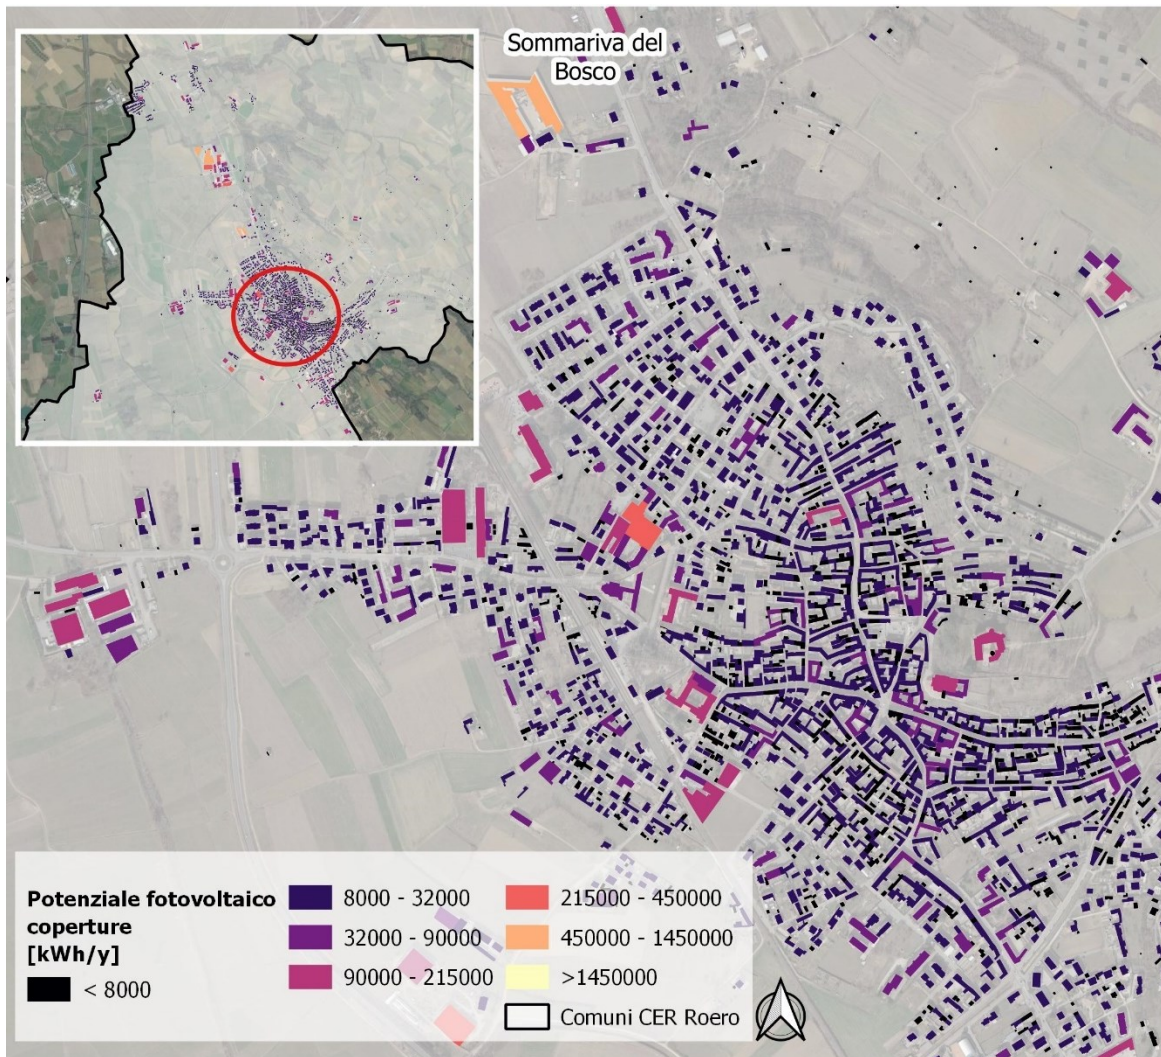 Sommariva del
Bosco
Potenziale fotovoltaico
coperture
[kWh/y]
< 8000
8000 - 32000
32000 - 90000
90000 - 215000
215000 - 450000
450000 - 1450000
>1450000
Comuni CER Roero